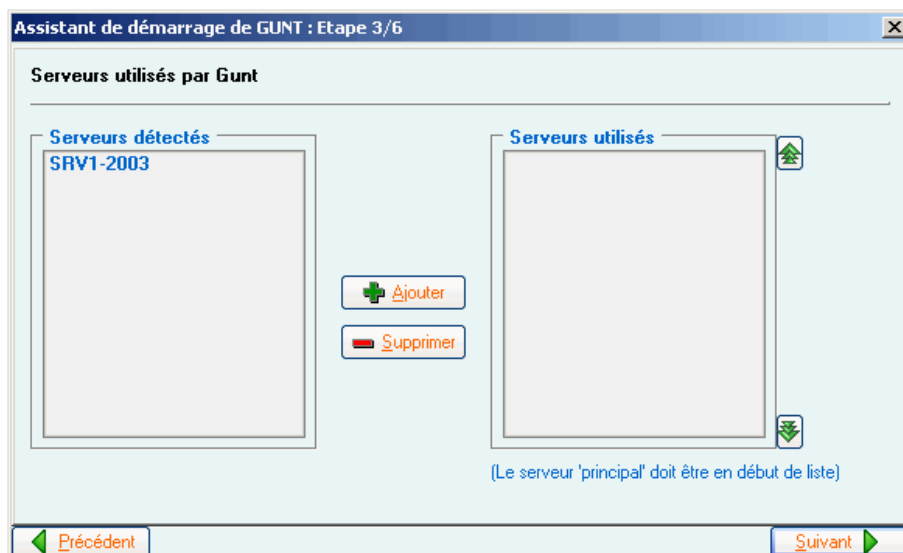 Assistant de démarrage de GUNT : Etape 3/6
Serveurs utilisés par Gunt
Serveurs détectés
SRV1-2003
Serveurs utilisés
Ajouter
Supprimer
(Le serveur 'principal' doit être en début de liste)
Précédent
Suivant